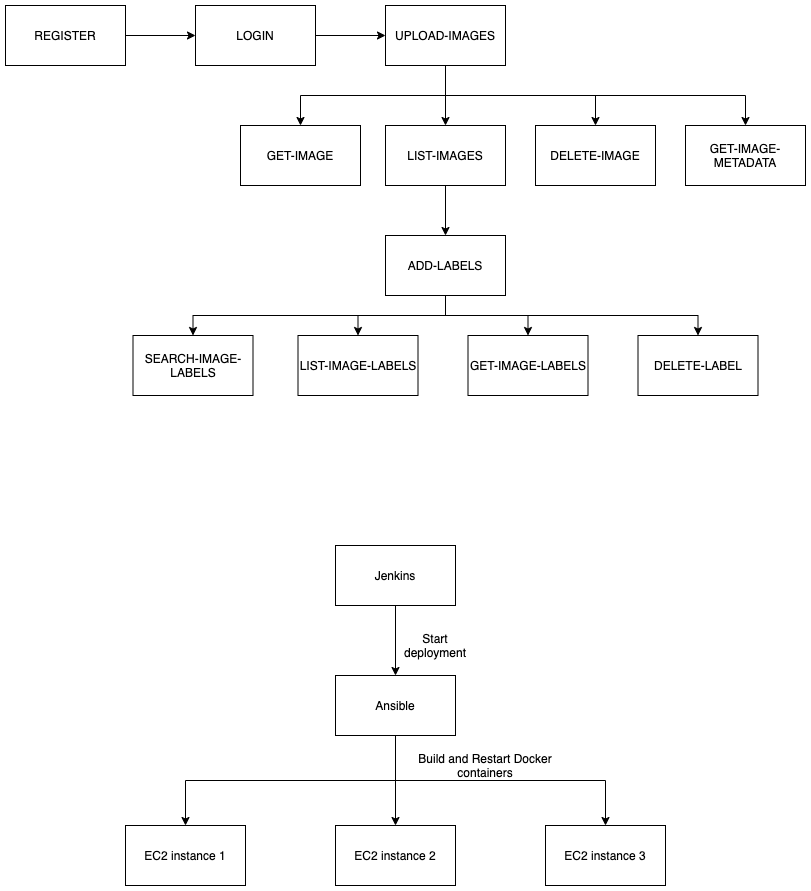 REGISTER
LOGIN
UPLOAD-IMAGES
GET-IMAGE
LIST-IMAGES
DELETE-IMAGE
GET-IMAGE-
METADATA
ADD-LABELS
SEARCH-IMAGE-
LABELS
LIST-IMAGE-LABELS
GET-IMAGE-LABELS
DELETE-LABEL
Jenkins
Start
deployment
Ansible
Build and Restart Docker
containers
EC2 instance 1
EC2 instance 2
EC2 instance 3